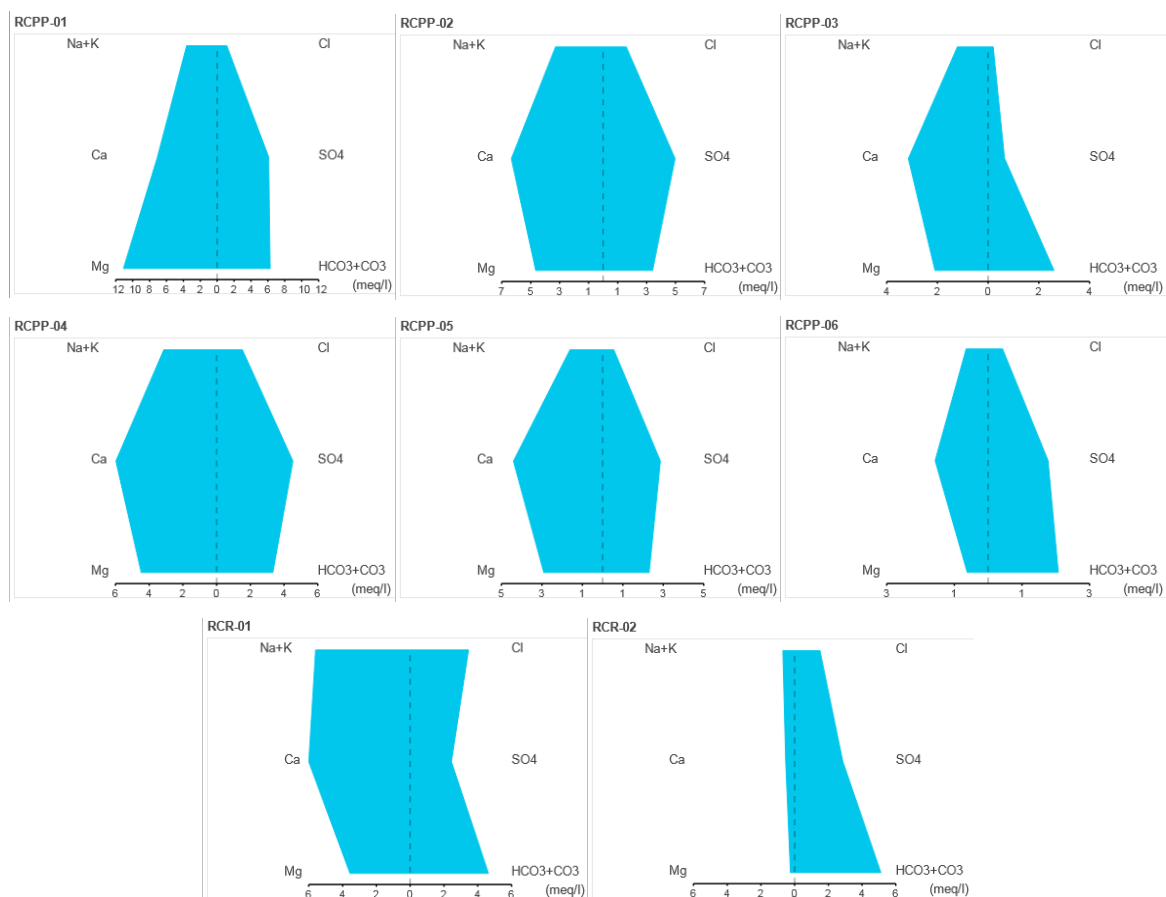 RCPP-01
Na+K Cl
Ca SO4
Mg HCO3+CO3
12 10 8 6 4 2 0 2 4 6 8 10 12 (meq/l)
RCPP-02
Na+K Cl
Ca SO4
Mg HCO3+CO3
7 5 3 1 1 3 5 7 (meq/l)
RCPP-03
Na+K Cl
Ca SO4
Mg HCO3+CO3
4 2 0 2 4 (meq/l)
RCPP-04
Na+K Cl
Ca SO4
Mg HCO3+CO3
6 4 2 0 2 4 6 (meq/l)
RCPP-05
Na+K Cl
Ca SO4
Mg HCO3+CO3
5 3 1 1 3 5 (meq/l)
RCPP-06
Na+K Cl
Ca SO4
Mg HCO3+CO3
3 1 1 3 (meq/l)
RCR-01
Na+K Cl
Ca SO4
Mg HCO3+CO3
6 4 2 0 2 4 6 (meq/l)
RCR-02
Na+K Cl
Ca SO4
Mg HCO3+CO3
6 4 2 0 2 4 6 (meq/l)